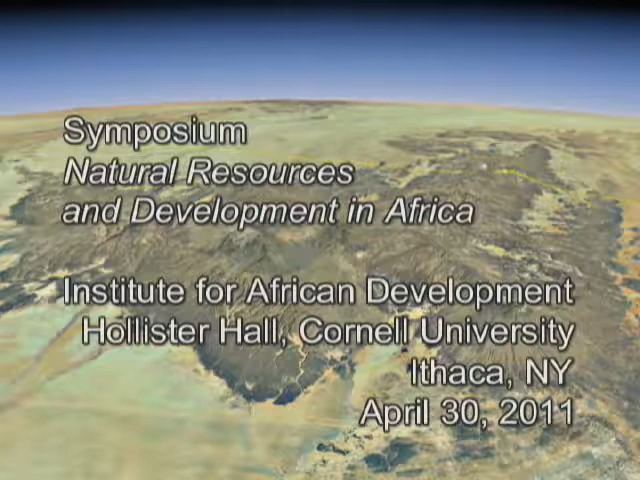 Symposium
Natural Resources
and Development in Africa
Institute for African Development
Hollister Hall, Cornell University
Ithaca, NY
April 30, 2011